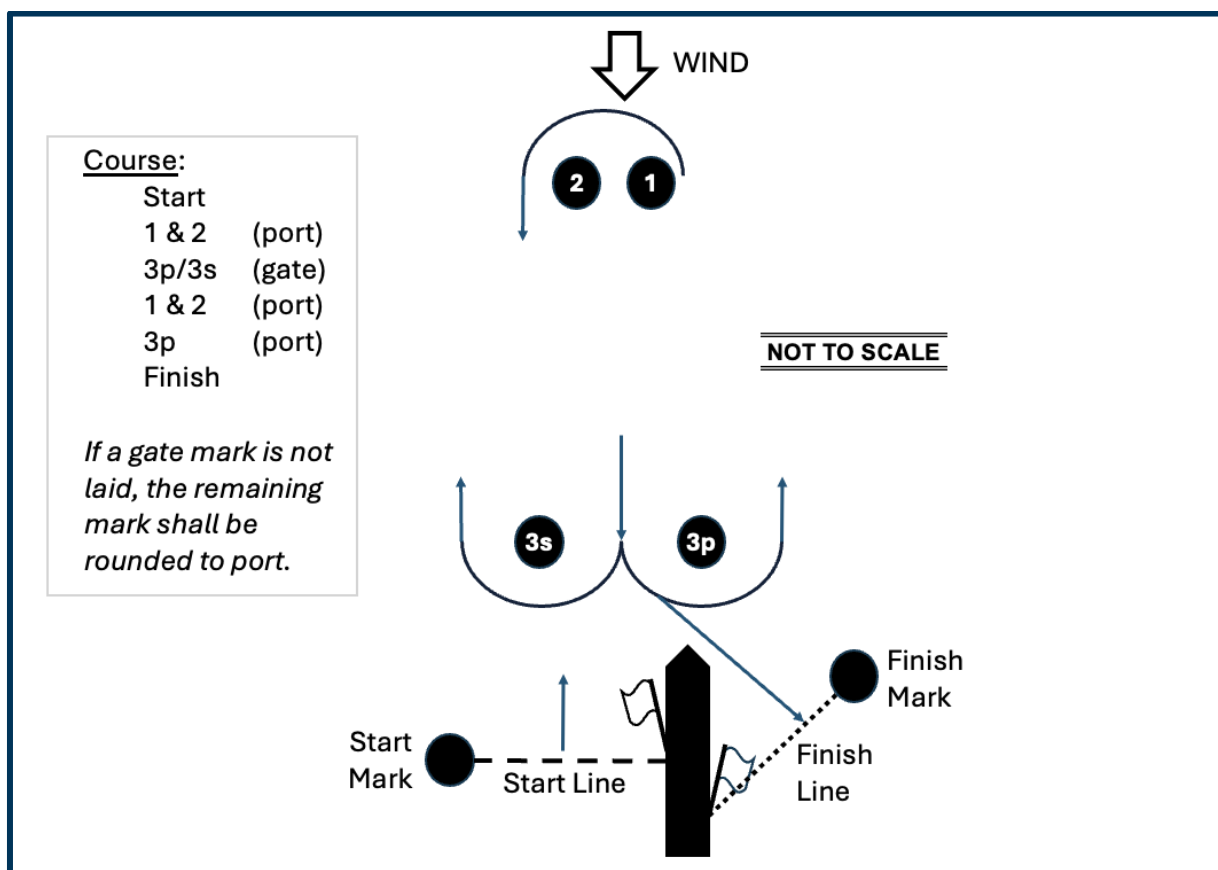 WIND
2 1
Course:
Start
1 & 2 (port)
3p/3s (gate)
1 & 2 (port)
3p (port)
Finish
If a gate mark is not
laid, the remaining
mark shall be
rounded to port.
NOT TO SCALE
3s 3p
Finish
Mark
Start
Mark
Start Line
Finish
Line